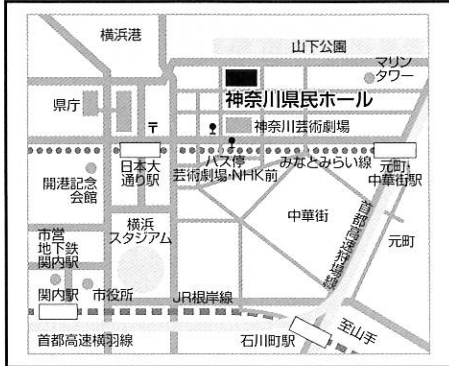 横浜港
山下公園
マリン
タワー
県庁
神奈川県民ホール
〒
神奈川芸術劇場
日本大
通り駅
バス停
芸術劇場・NHK前
みなとみらい線
元町・
中華街駅
開港記念
会館
横浜
スタジアム
中華街
首都高速狩場線
元町
市営
地下鉄
関内駅
関内駅
市役所
JR根岸線
至山手
首都高速横羽線
石川町駅